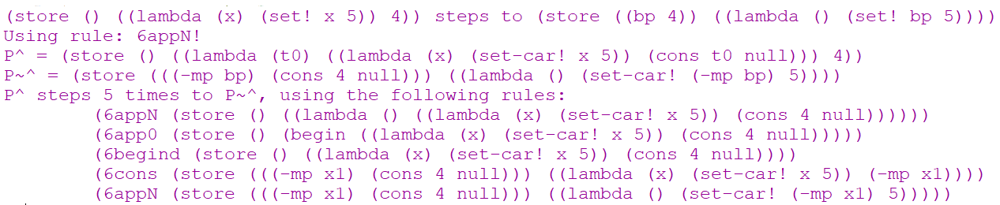 (store () ((lambda (x) (set! x 5)) 4)) steps to (store ((bp 4)) ((lambda () (set! bp 5))))
Using rule: 6appN!
P^ = (store () ((lambda (t0) ((lambda (x) (set-car! x 5)) (cons t0 null))) 4))
P~^ = (store (((-mp bp) (cons 4 null))) ((lambda () (set-car! (-mp bp) 5))))
P^ steps 5 times to P~^, using the following rules:
(6appN (store () ((lambda () ((lambda (x) (set-car! x 5)) (cons 4 null))))))
(6app0 (store () (begin ((lambda (x) (set-car! x 5)) (cons 4 null)))))
(6begind (store () ((lambda (x) (set-car! x 5)) (cons 4 null))))
(6cons (store (((-mp x1) (cons 4 null))) ((lambda (x) (set-car! x 5)) (-mp x1))))
(6appN (store (((-mp x1) (cons 4 null))) ((lambda () (set-car! (-mp x1) 5)))))